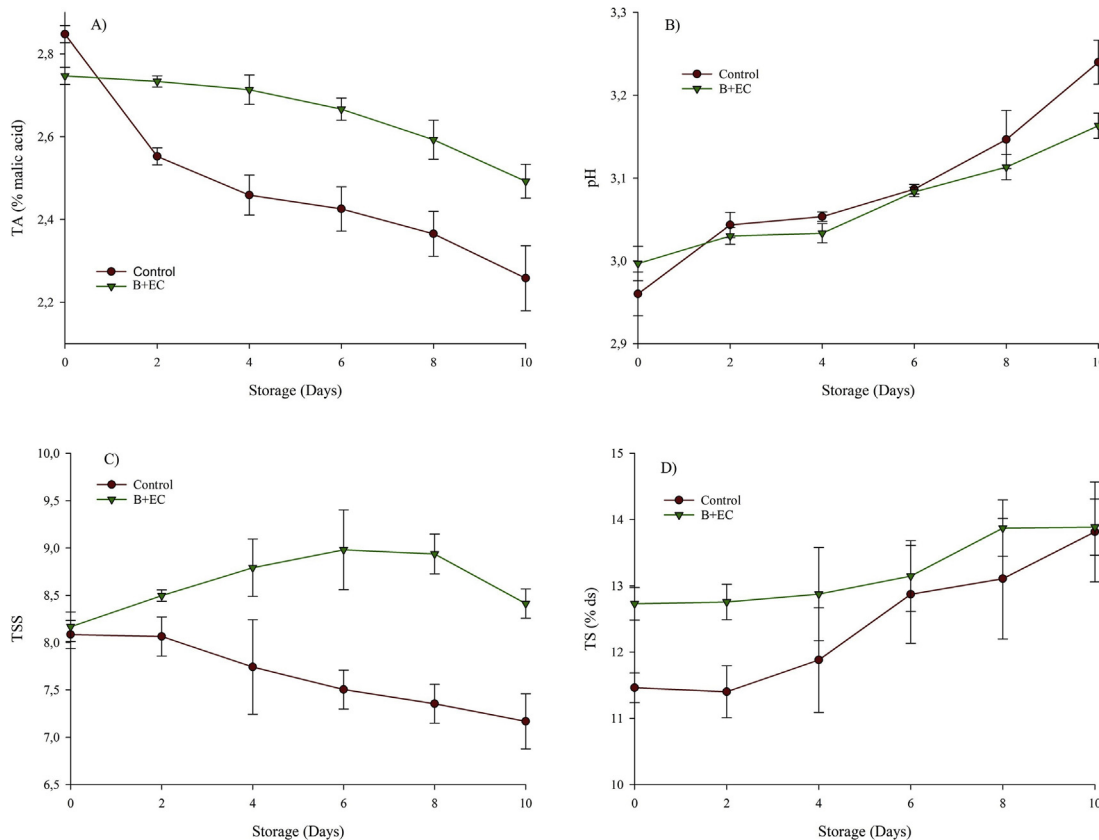 A)
2,8
2,6
2,4
2,2
TA (% malic acid)
Control
B+EC
0 2 4 6 8 10
Storage (Days)
B)
3,3
3,2
3,1
3,0
2,9
pH
Control
B+EC
0 2 4 6 8 10
Storage (Days)
C)
10,0
9,5
9,0
8,5
8,0
7,5
7,0
6,5
TSS
Control
B+EC
0 2 4 6 8 10
Storage (Days)
D)
15
14
13
12
11
10
TS (% ds)
Control
B+EC
0 2 4 6 8 10
Storage (Days)